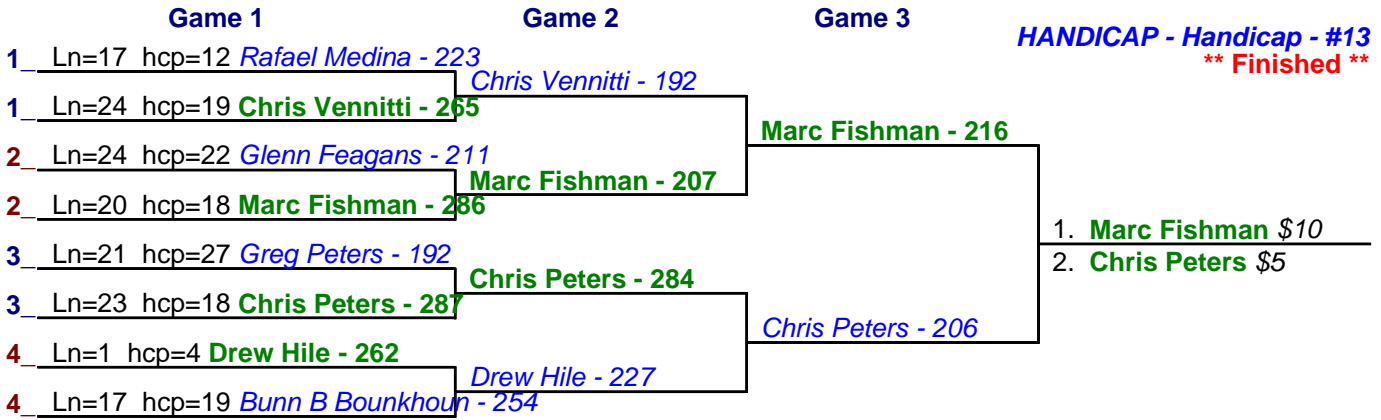 Game 1 Game 2 Game 3
HANDICAP - Handicap - #13
** Finished **
1_ Ln=17 hcp=12 Rafael Medina - 223
Chris Vennitti - 192
1_ Ln=24 hcp=19 Chris Vennitti - 265
Marc Fishman - 216
2_ Ln=24 hcp=22 Glenn Feagans - 211
Marc Fishman - 207
2_ Ln=20 hcp=18 Marc Fishman - 286
1. Marc Fishman $10
3_ Ln=21 hcp=27 Greg Peters - 192
2. Chris Peters $5
Chris Peters - 284
3_ Ln=23 hcp=18 Chris Peters - 287
Chris Peters - 206
4_ Ln=1 hcp=4 Drew Hile - 262
Drew Hile - 227
4_ Ln=17 hcp=19 Bunn B Bounkhoun - 254